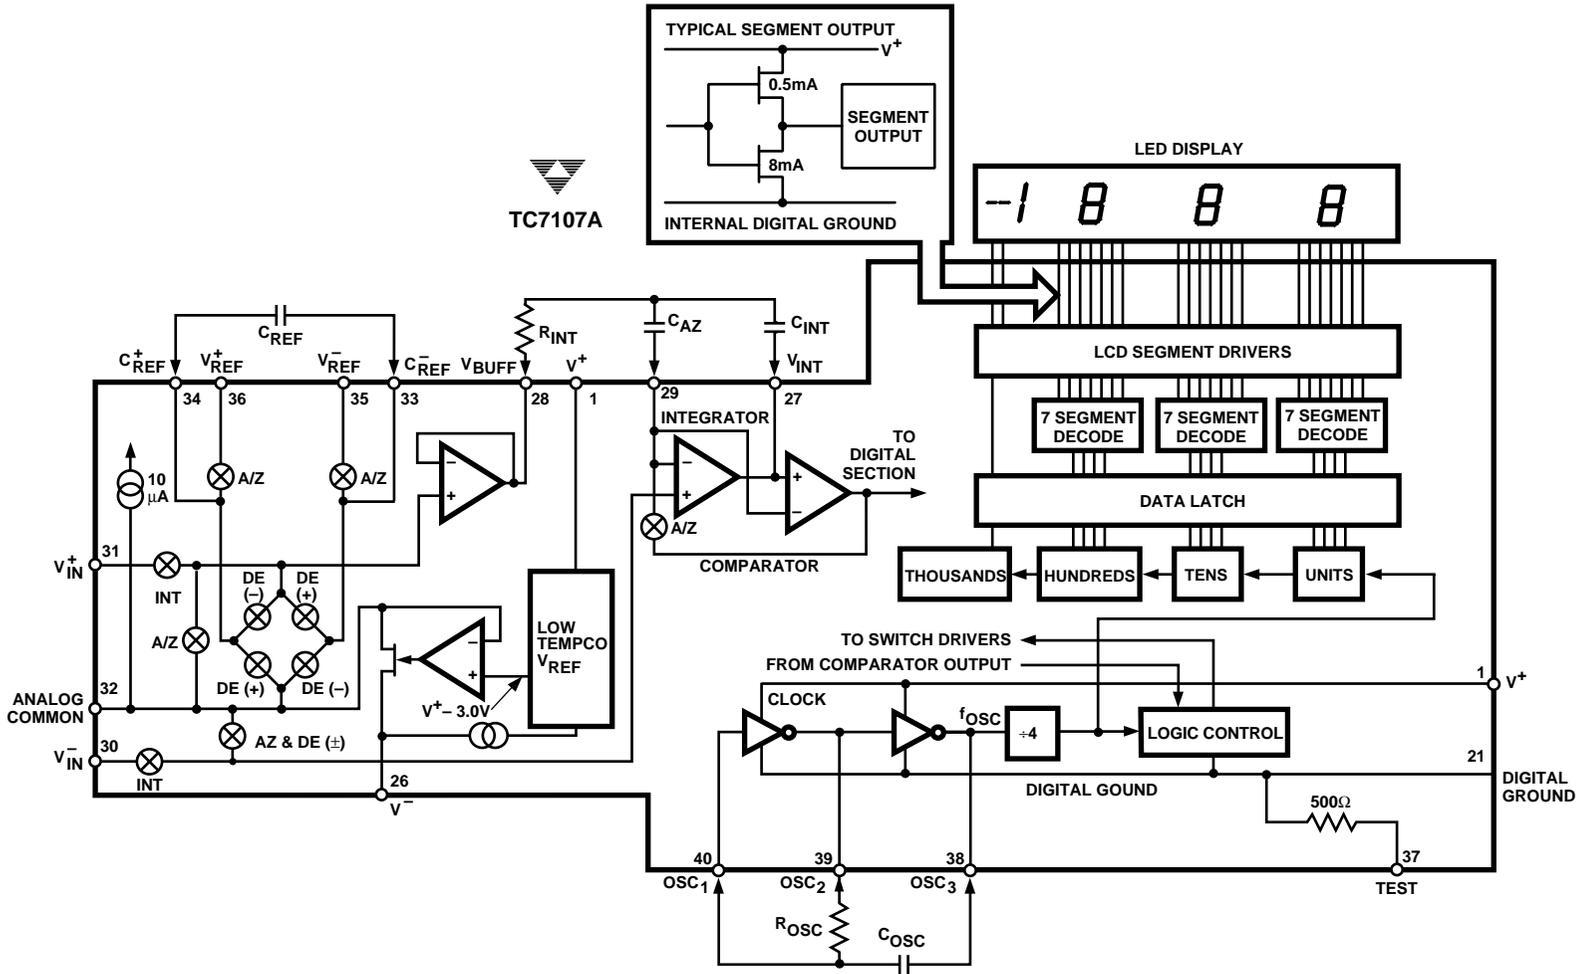 TYPICAL SEGMENT OUTPUT
V+
0.5mA
SEGMENT
OUTPUT
8mA
INTERNAL DIGITAL GROUND
TC7107A
LED DISPLAY
-1 8 8 8
LCD SEGMENT DRIVERS
7 SEGMENT
DECODE
7 SEGMENT
DECODE
7 SEGMENT
DECODE
DATA LATCH
THOUSANDS
HUNDREDS
TENS
UNITS
CREF
RINT
CAZ
CINT
C+REF
V+REF
V–REF
C–REF
VBUFF
V+
VINT
34
36
35
33
28
1
29
27
INTEGRATOR
TO
DIGITAL
SECTION
10
µA
A/Z
A/Z
–
+
–
+
+
–
A/Z
COMPARATOR
31
V+IN
INT
DE
(–)
DE
(+)
A/Z
DE (+)
DE (–)
32
ANALOG
COMMON
AZ & DE (±)
30
V–IN
INT
–
+
LOW
TEMPCO
VREF
V+ – 3.0V
26
V–
TO SWITCH DRIVERS
FROM COMPARATOR OUTPUT
1
V+
CLOCK
fOSC
÷4
LOGIC CONTROL
21
DIGITAL GOUND
DIGITAL
GROUND
500Ω
40
39
38
37
OSC1
OSC2
OSC3
TEST
ROSC
COSC